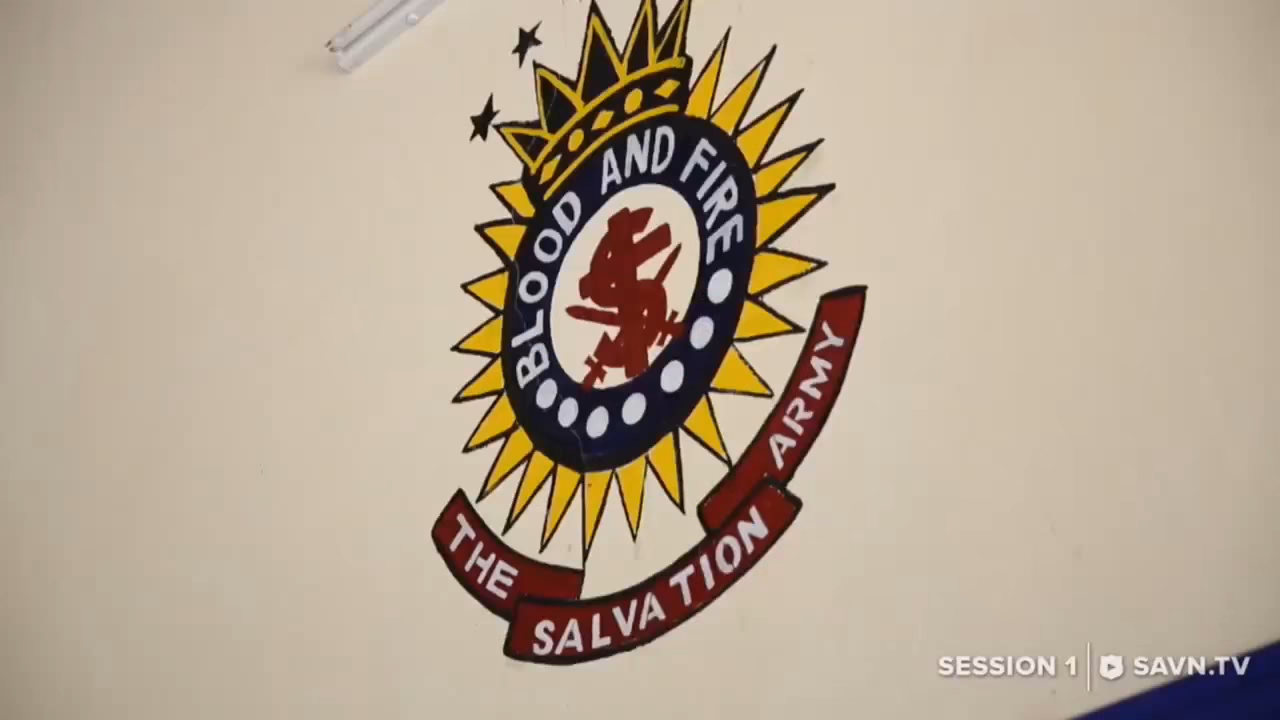 BLOOD AND FIRE
THE SALVATION ARMY
SESSION 1 | SAVN.TV